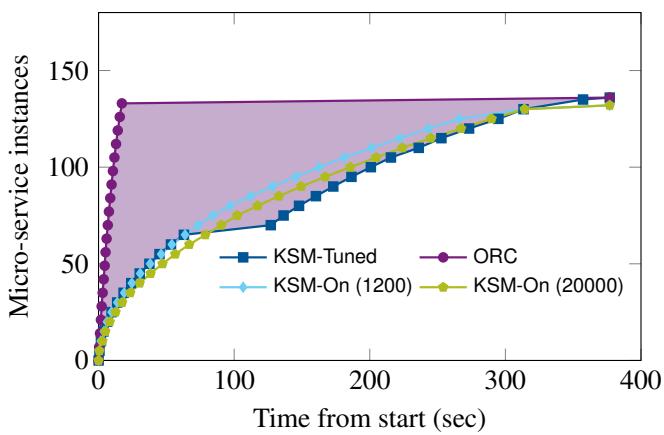 Micro-service instances
150
100
50
0
KSM-Tuned
ORC
KSM-On (1200)
KSM-On (20000)
0 100 200 300 400
Time from start (sec)